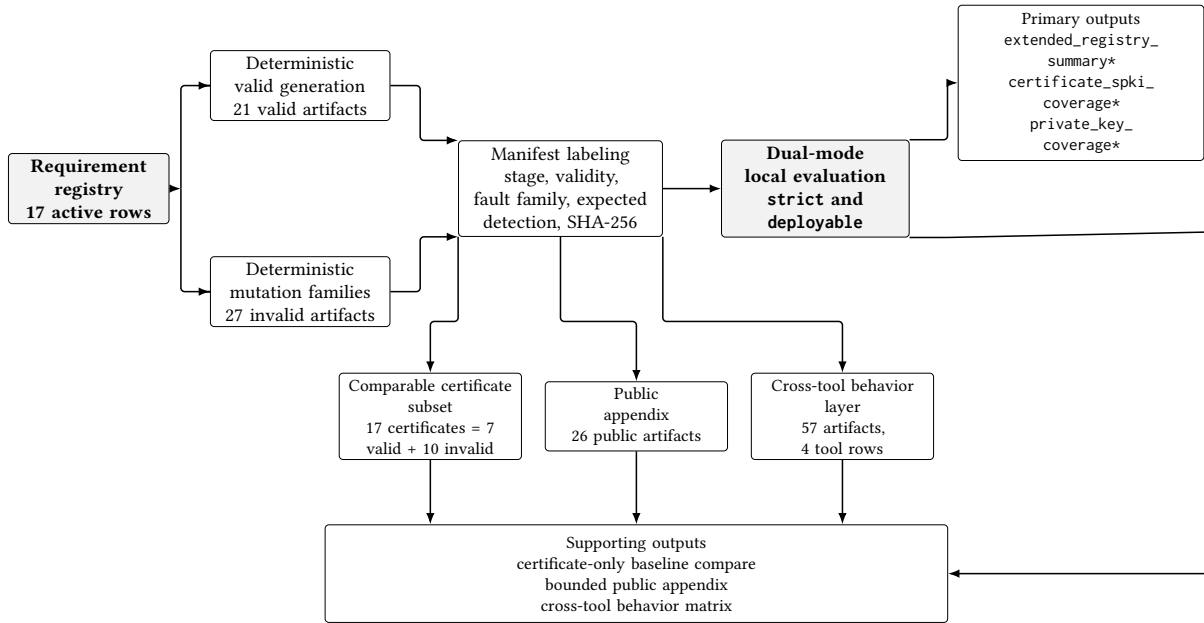 Primary outputs
extended_registry_
summary*
certificate_spki_
coverage*
private_key_
coverage*
Deterministic
valid generation
21 valid artifacts
Requirement
registry
17 active rows
Manifest labeling
stage, validity,
fault family, expected
detection, SHA-256
Dual-mode
local evaluation
strict and
deployable
Deterministic
mutation families
27 invalid artifacts
Comparable certificate
subset
17 certificates = 7
valid + 10 invalid
Public
appendix
26 public artifacts
Cross-tool behavior
layer
57 artifacts,
4 tool rows
Supporting outputs
certificate-only baseline compare
bounded public appendix
cross-tool behavior matrix